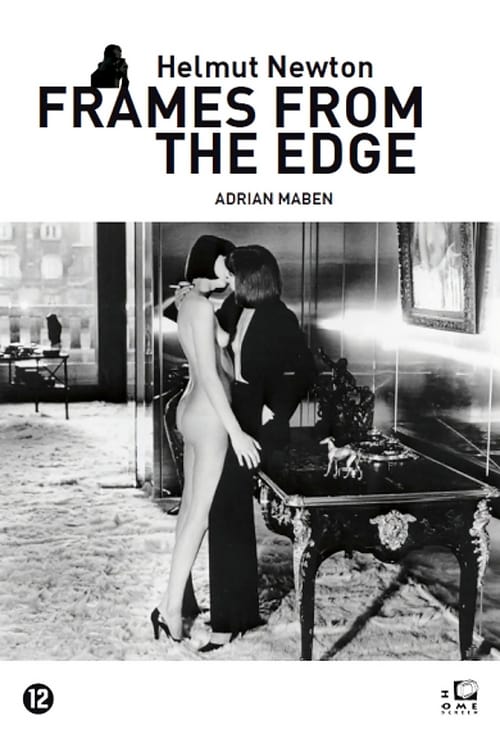 Helmut Newton
FRAMES FROM
THE EDGE
ADRIAN MABEN
12
HOME
SCREEN